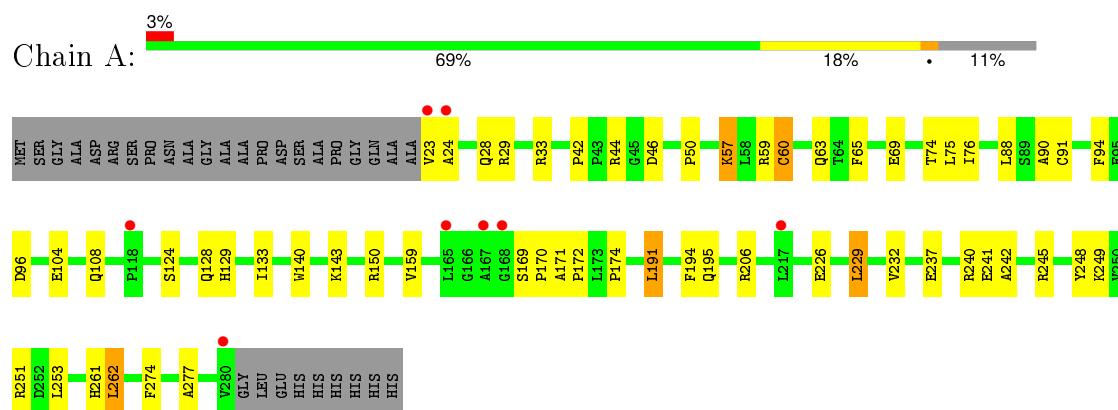 3%
Chain A:
69% 18% • 11%
MET SER GLY ALA ASP ARG SER PRO ASN ALA GLY ALA ALA PRO ASP SER ALA PRO GLY GLN ALA ALA V23 A24 Q28 R29 R33 P42 P43 R44 G45 D46 P50 K57 L58 R59 C60 Q63 T64 F65 E69 T74 L75 I76 L88 S89 A90 C91 F94 S95
D96 E104 Q108 P118 S124 Q128 H129 I133 W140 K143 R150 V159 L165 G166 A167 G168 S169 P170 A171 P172 L173 P174 L191 F194 Q195 R206 L217 E226 L229 V232 E237 R240 E241 A242 R245 Y248 K249
R251 D252 L253 H261 L262 F274 A277 V280 GLY LEU GLU HIS HIS HIS HIS HIS HIS